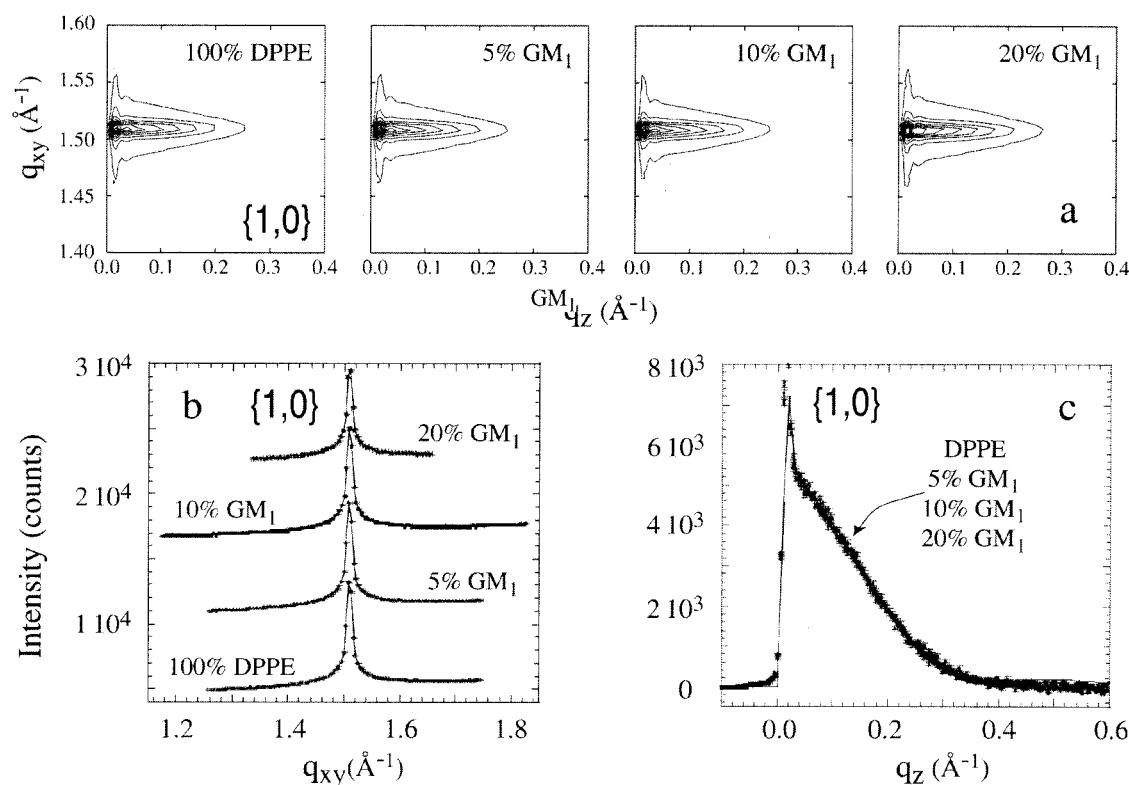 1.60
1.55
1.50
1.45
1.40
q_xy (Å⁻¹)
100% DPPE
5% GM₁
10% GM₁
20% GM₁
{1,0}
a
0.0 0.1 0.2 0.3 0.4
0.0 0.1 0.2 0.3 0.4
0.0 0.1 0.2 0.3 0.4
0.0 0.1 0.2 0.3 0.4
GM₁
q_z (Å⁻¹)
3 10⁴
2 10⁴
1 10⁴
Intensity (counts)
b
{1,0}
20% GM₁
10% GM₁
5% GM₁
100% DPPE
1.2 1.4 1.6 1.8
q_xy(Å⁻¹)
8 10³
6 10³
4 10³
2 10³
0
{1,0}
c
DPPE
5% GM₁
10% GM₁
20% GM₁
0.0 0.2 0.4 0.6
q_z (Å⁻¹)